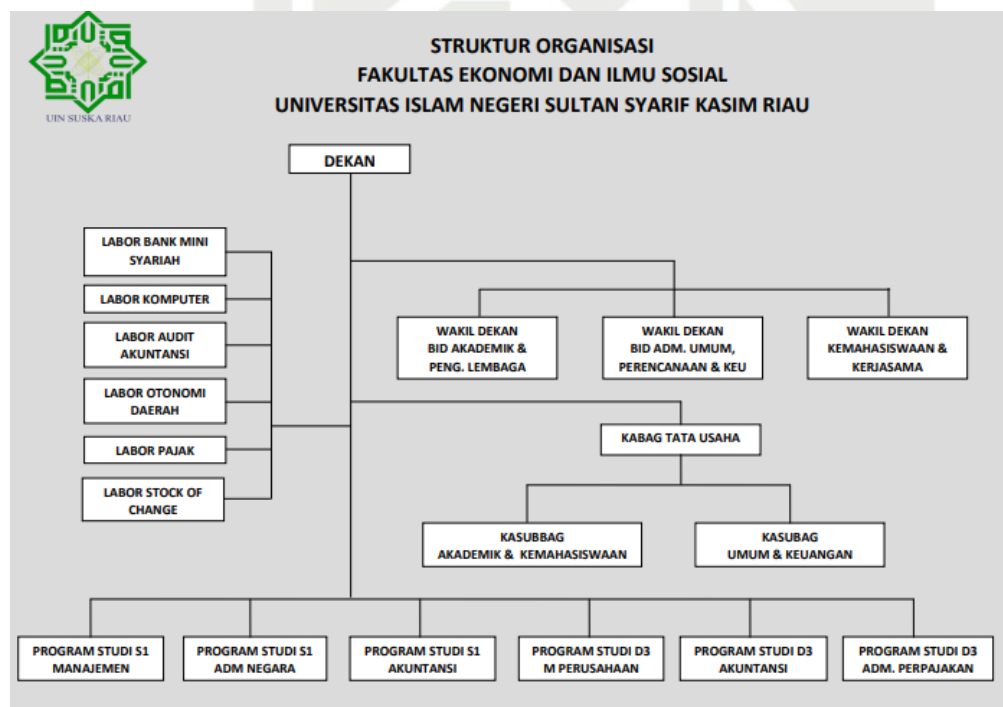 STRUKTUR ORGANISASI
FAKULTAS EKONOMI DAN ILMU SOSIAL
UNIVERSITAS ISLAM NEGERI SULTAN SYARIF KASIM RIAU
UIN SUSKA RIAU
DEKAN
LABOR BANK MINI
SYARIAH
LABOR KOMPUTER
LABOR AUDIT
AKUNTANSI
LABOR OTONOMI
DAERAH
LABOR PAJAK
LABOR STOCK OF
CHANGE
WAKIL DEKAN
BID AKADEMIK &
PENG. LEMBAGA
WAKIL DEKAN
BID ADM. UMUM,
PERENCANAAN & KEU
WAKIL DEKAN
KEMAHASISWAAN &
KERJASAMA
KABAG TATA USAHA
KASUBBAG
AKADEMIK & KEMAHASISWAAN
KASUBAG
UMUM & KEUANGAN
PROGRAM STUDI S1
MANAJEMEN
PROGRAM STUDI S1
ADM NEGARA
PROGRAM STUDI S1
AKUNTANSI
PROGRAM STUDI D3
M PERUSAHAAN
PROGRAM STUDI D3
AKUNTANSI
PROGRAM STUDI D3
ADM. PERPAJAKAN